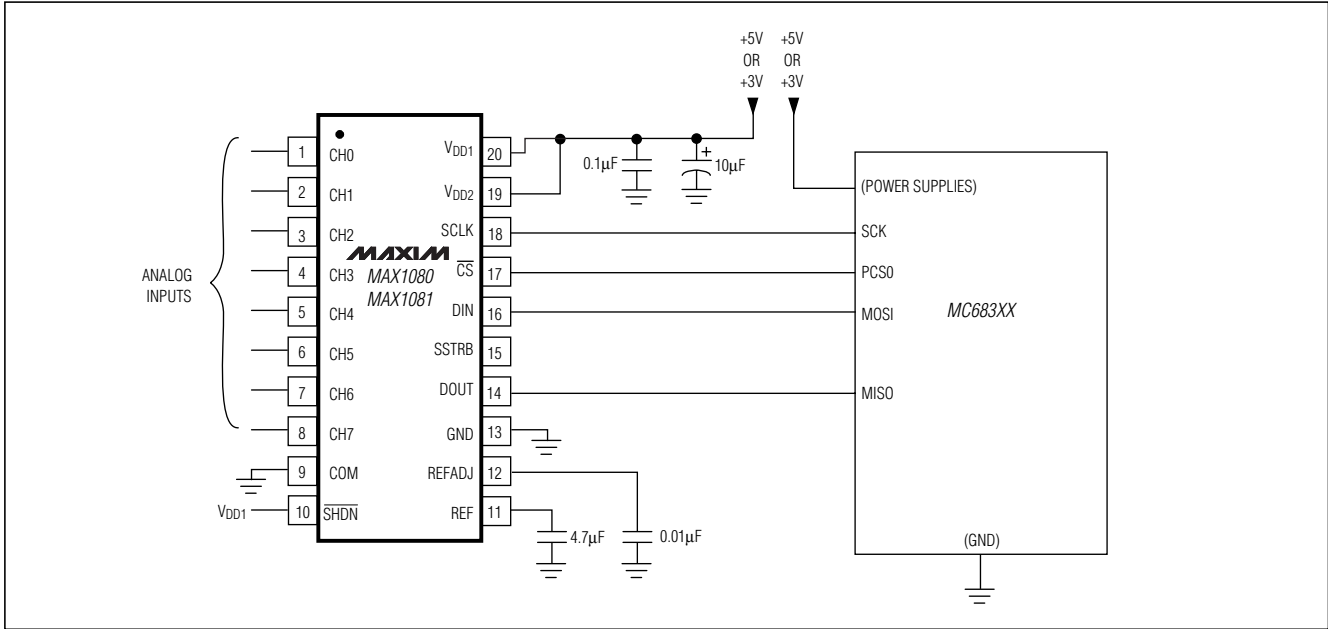 +5V
OR
+3V
+5V
OR
+3V
ANALOG
INPUTS
1 CH0
2 CH1
3 CH2
4 CH3
5 CH4
6 CH5
7 CH6
8 CH7
9 COM
VDD1 10 SHDN
MAXIM
MAX1080
MAX1081
VDD1 20
VDD2 19
SCLK 18
CS 17
DIN 16
SSTRB 15
DOUT 14
GND 13
REFADJ 12
REF 11
0.1µF
+
10µF
4.7µF
0.01µF
(POWER SUPPLIES)
SCK
PCS0
MOSI
MC683XX
MISO
(GND)